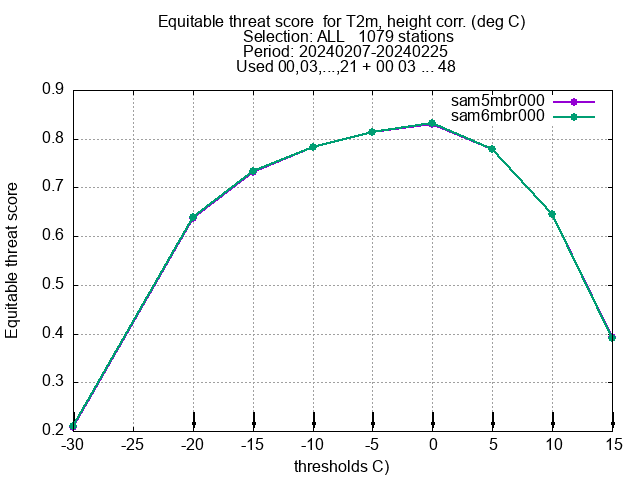 Equitable threat score  for T2m, height corr. (deg C)
Selection: ALL   1079 stations
Period: 20240207-20240225
Used 00,03,...,21 + 00 03 ... 48
sam5mbr000
sam6mbr000
0.9
0.8
0.7
0.6
0.5
0.4
0.3
0.2
Equitable threat score
-30 -25 -20 -15 -10 -5 0 5 10 15
thresholds C)